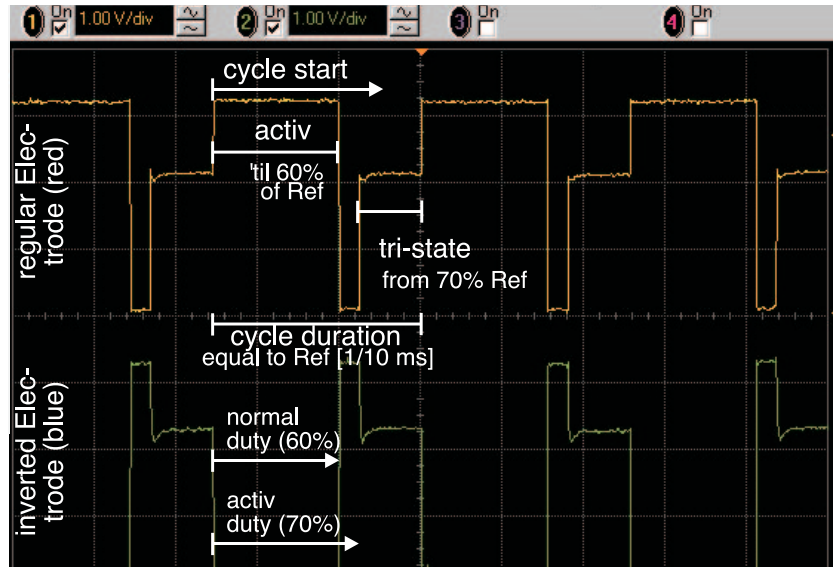 1 On 1.00 V/div 2 On 1.00 V/div 3 On 4 On
cycle start
activ
'til 60%
of Ref
tri-state
from 70% Ref
cycle duration
equal to Ref [1/10 ms]
normal
duty (60%)
activ
duty (70%)
regular Elec-
trode (red)
inverted Elec-
trode (blue)